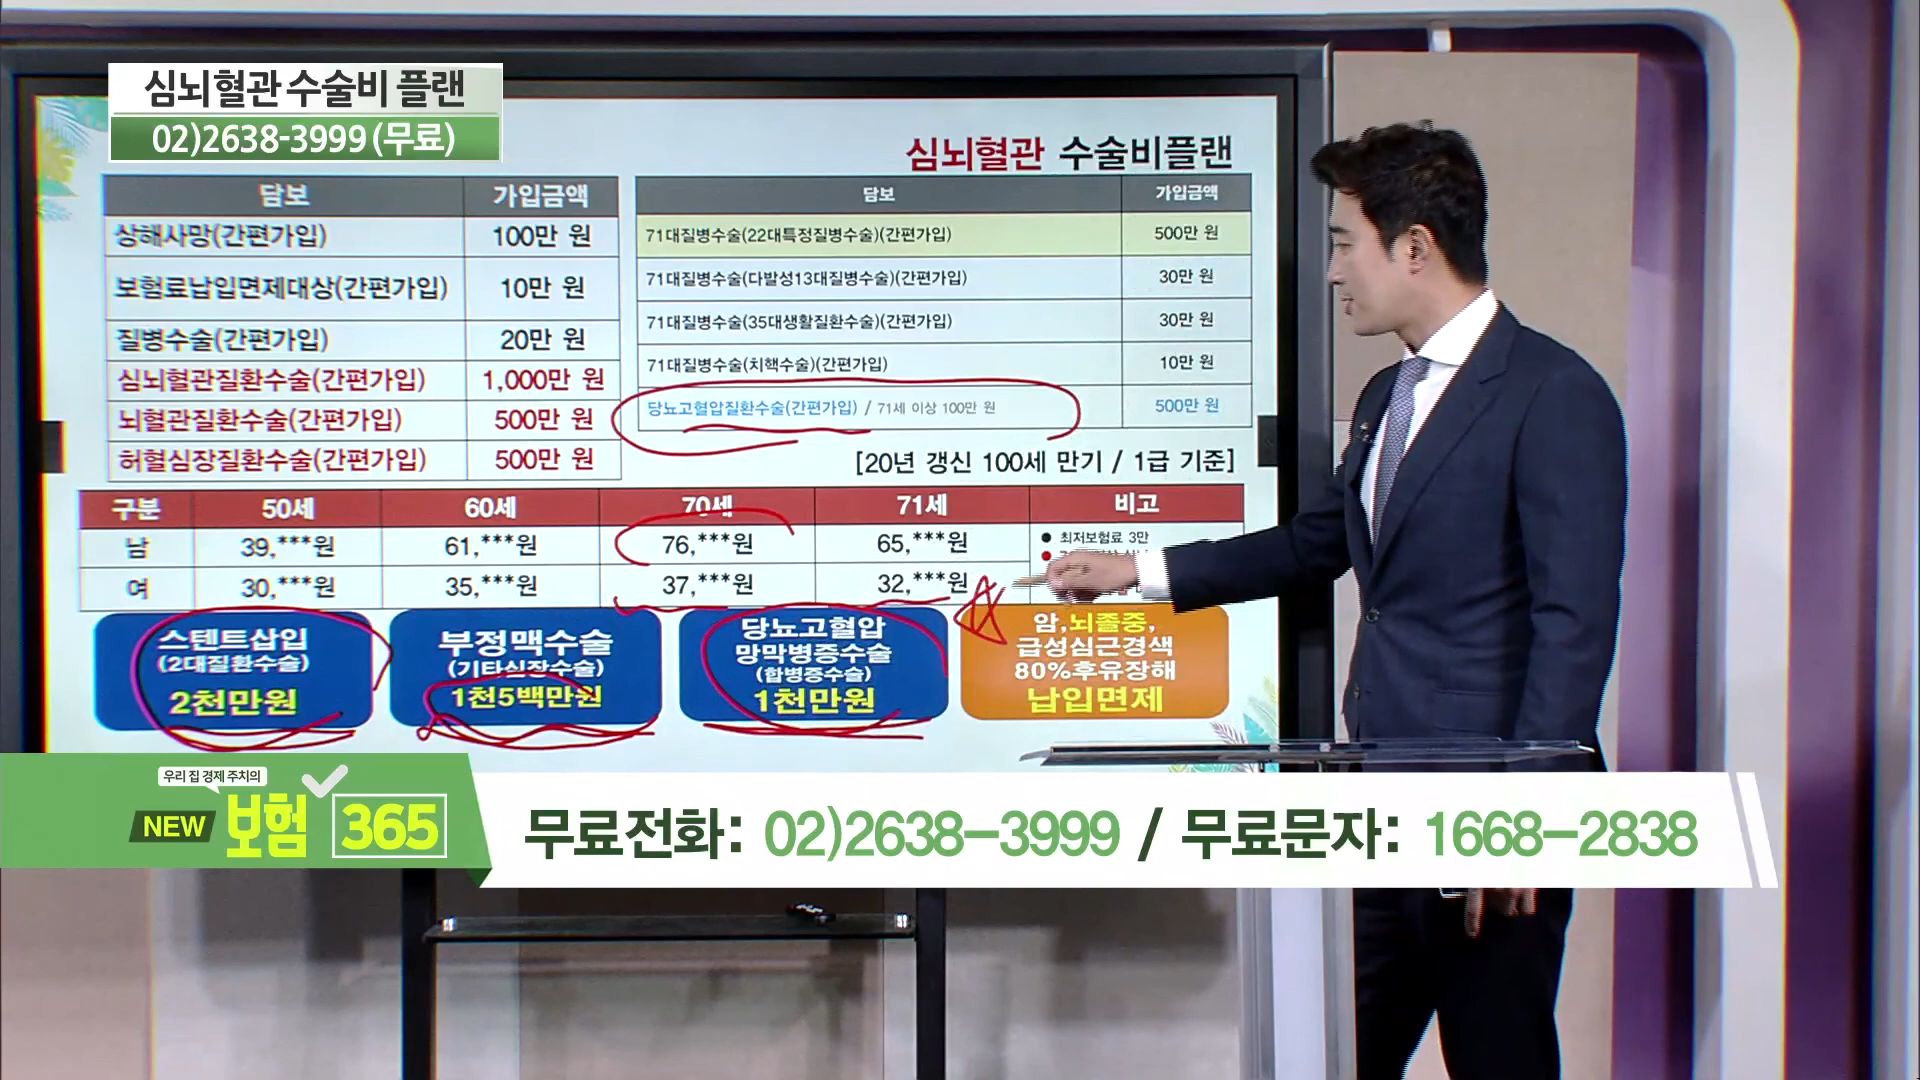 심뇌혈관 수술비 플랜
02)2638-3999 (무료)
심뇌혈관 수술비플랜
담보 가입금액
상해사망(간편가입) 100만 원
보험료납입면제대상(간편가입) 10만 원
질병수술(간편가입) 20만 원
심뇌혈관질환수술(간편가입) 1,000만 원
뇌혈관질환수술(간편가입) 500만 원
허혈심장질환수술(간편가입) 500만 원
담보 가입금액
71대질병수술(22대특정질병수술)(간편가입) 500만 원
71대질병수술(다발성13대질병수술)(간편가입) 30만 원
71대질병수술(35대생활질환수술)(간편가입) 30만 원
71대질병수술(치핵수술)(간편가입) 10만 원
당뇨고혈압질환수술(간편가입) / 71세 이상 100만 원 500만 원
[20년 갱신 100세 만기 / 1급 기준]
구분 50세 60세 70세 71세 비고
남 39,***원 61,***원 76,***원 65,***원
여 30,***원 35,***원 37,***원 32,***원
● 최저보험료 3만
스텐트삽입
(2대질환수술)
2천만원
부정맥수술
(기타심장수술)
1천5백만원
당뇨고혈압
망막병증수술
(합병증수술)
1천만원
암,뇌졸중,
급성심근경색
80%후유장해
납입면제
우리 집 경제 주치의
NEW 보험 365
무료전화: 02)2638-3999 / 무료문자: 1668-2838